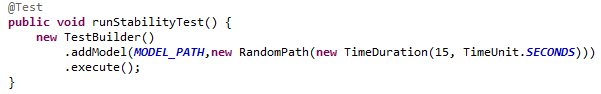 @Test
public void runStabilityTest() {
    new TestBuilder()
        .addModel(MODEL_PATH,new RandomPath(new TimeDuration(15, TimeUnit.SECONDS)))
        .execute();
}